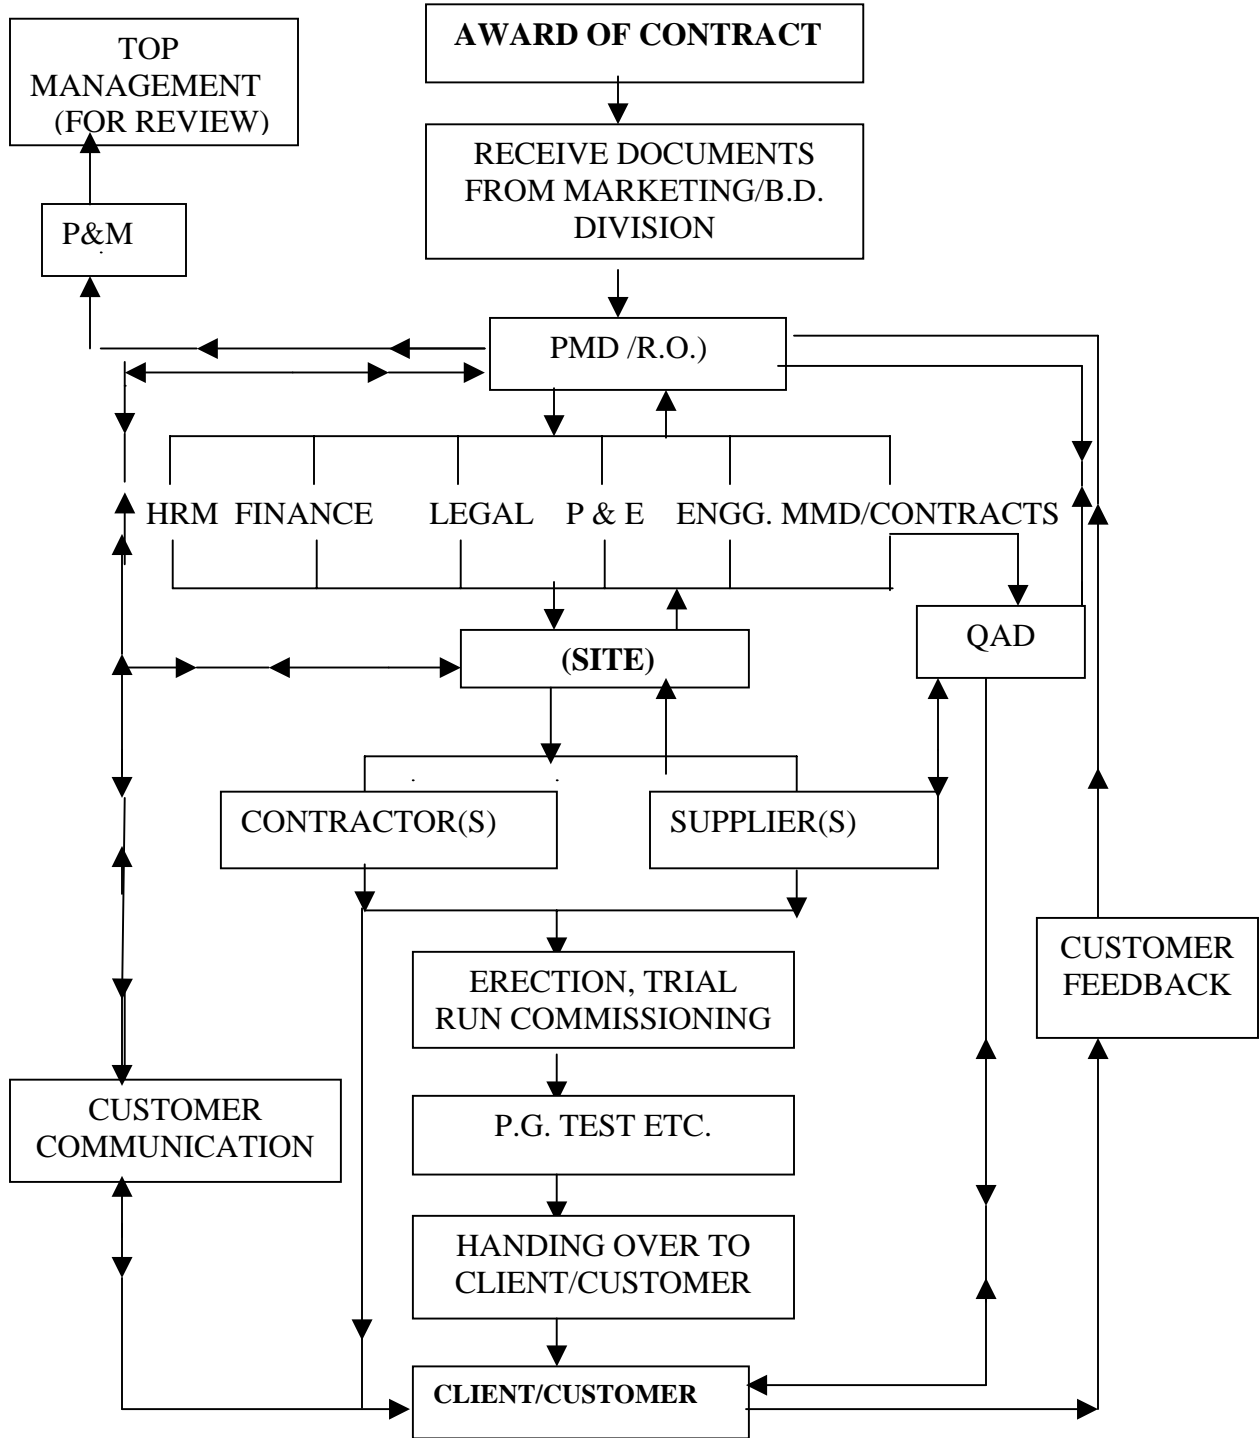 AWARD OF CONTRACT
TOP
MANAGEMENT
(FOR REVIEW)
RECEIVE DOCUMENTS
FROM MARKETING/B.D.
DIVISION
P&M
PMD /R.O.)
HRM FINANCE LEGAL P & E ENGG. MMD/CONTRACTS
QAD
(SITE)
CONTRACTOR(S)
SUPPLIER(S)
ERECTION, TRIAL
RUN COMMISSIONING
CUSTOMER
FEEDBACK
CUSTOMER
COMMUNICATION
P.G. TEST ETC.
HANDING OVER TO
CLIENT/CUSTOMER
CLIENT/CUSTOMER